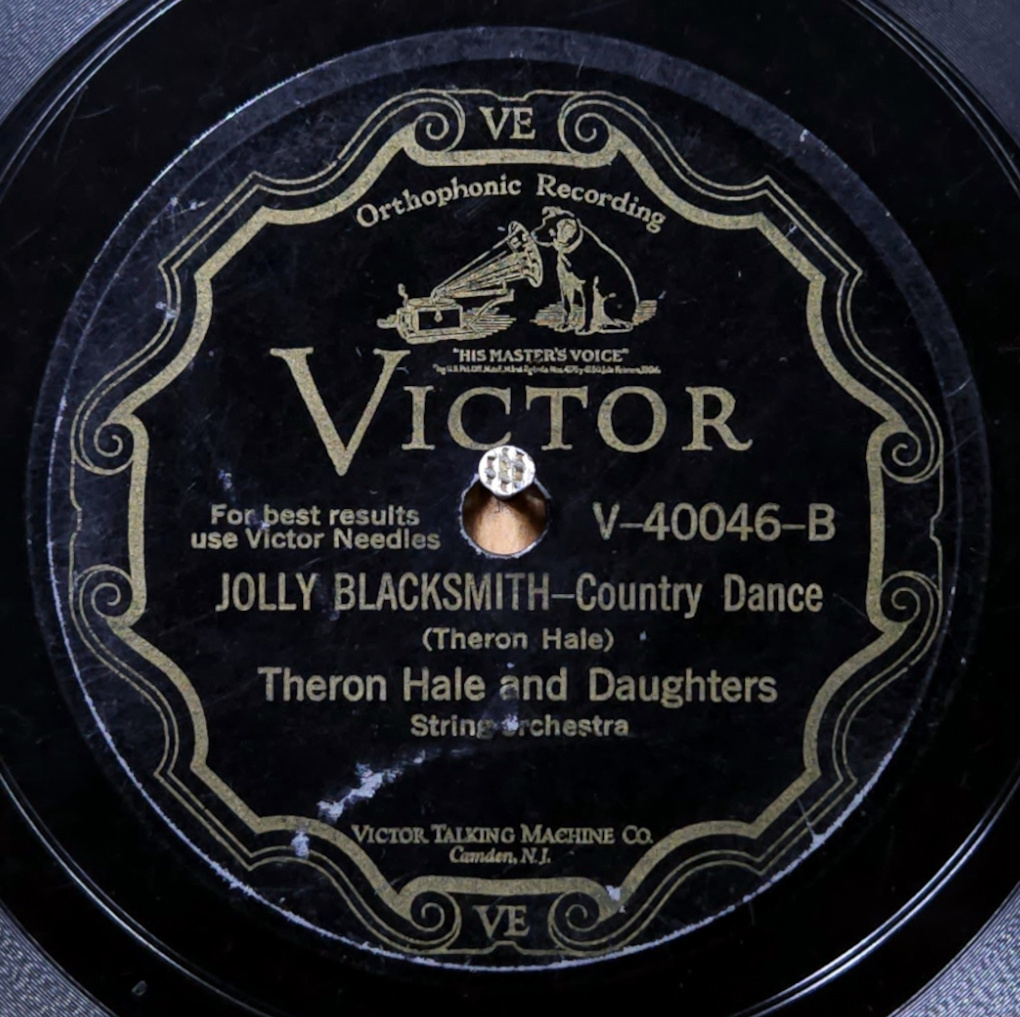 VE
Orthophonic Recording
"HIS MASTER'S VOICE"
VICTOR
For best results
use Victor Needles
V-40046-B
JOLLY BLACKSMITH-Country Dance
(Theron Hale)
Theron Hale and Daughters
String orchestra
VICTOR TALKING MACHINE CO.
Camden, N.J.
VE